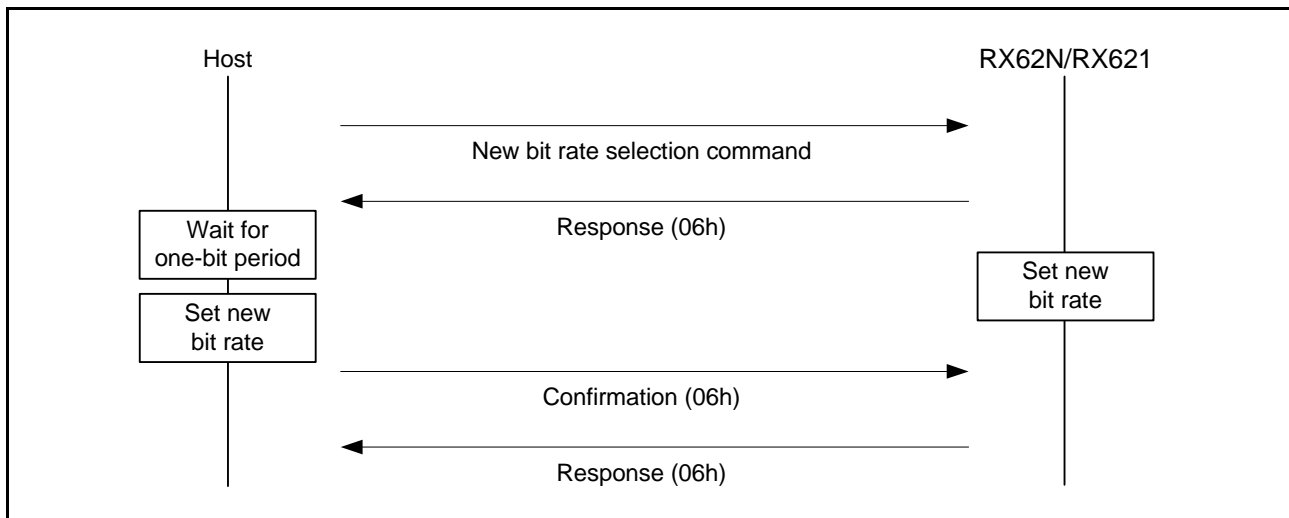 Host
RX62N/RX621
New bit rate selection command
Response (06h)
Wait for
one-bit period
Set new
bit rate
Set new
bit rate
Confirmation (06h)
Response (06h)